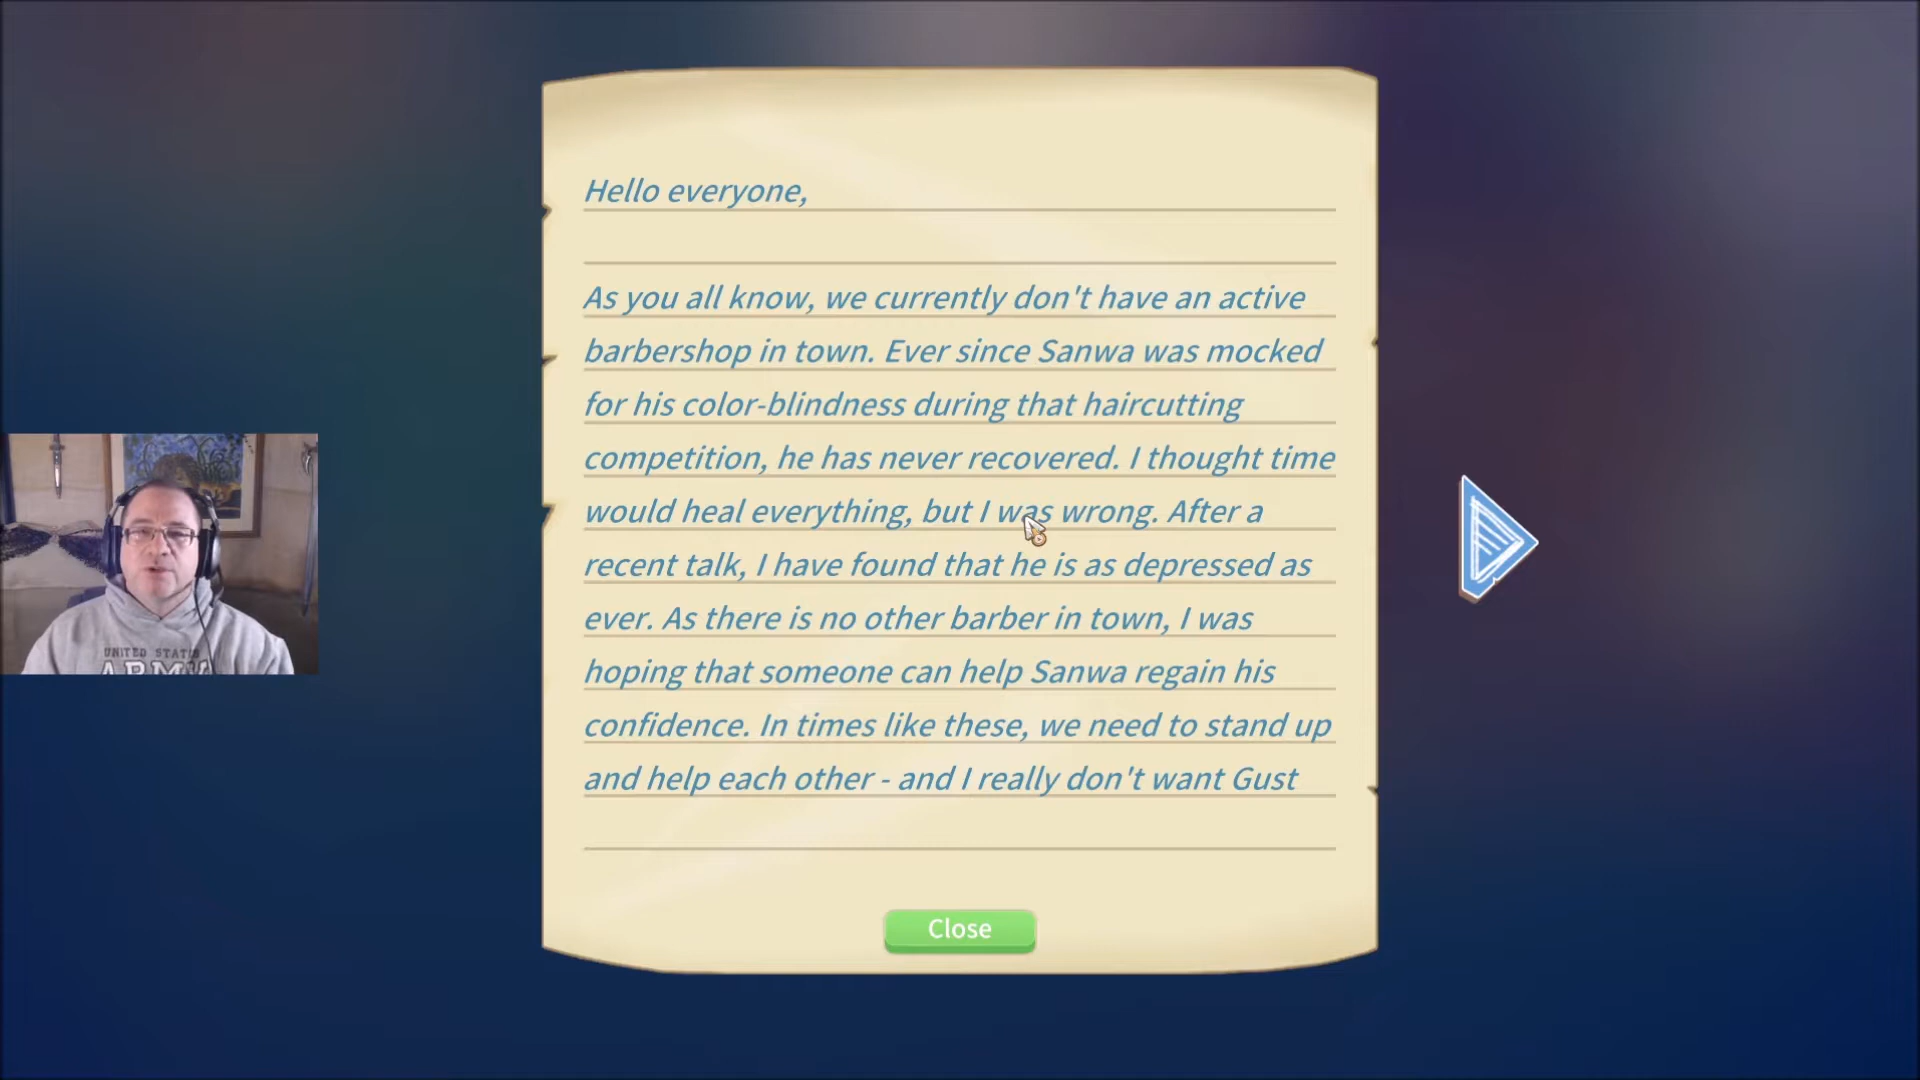 Hello everyone,
As you all know, we currently don't have an active
barbershop in town. Ever since Sanwa was mocked
for his color-blindness during that haircutting
competition, he has never recovered. I thought time
would heal everything, but I was wrong. After a
recent talk, I have found that he is as depressed as
ever. As there is no other barber in town, I was
hoping that someone can help Sanwa regain his
confidence. In times like these, we need to stand up
and help each other - and I really don't want Gust
Close
UNITED STATES
ARMY